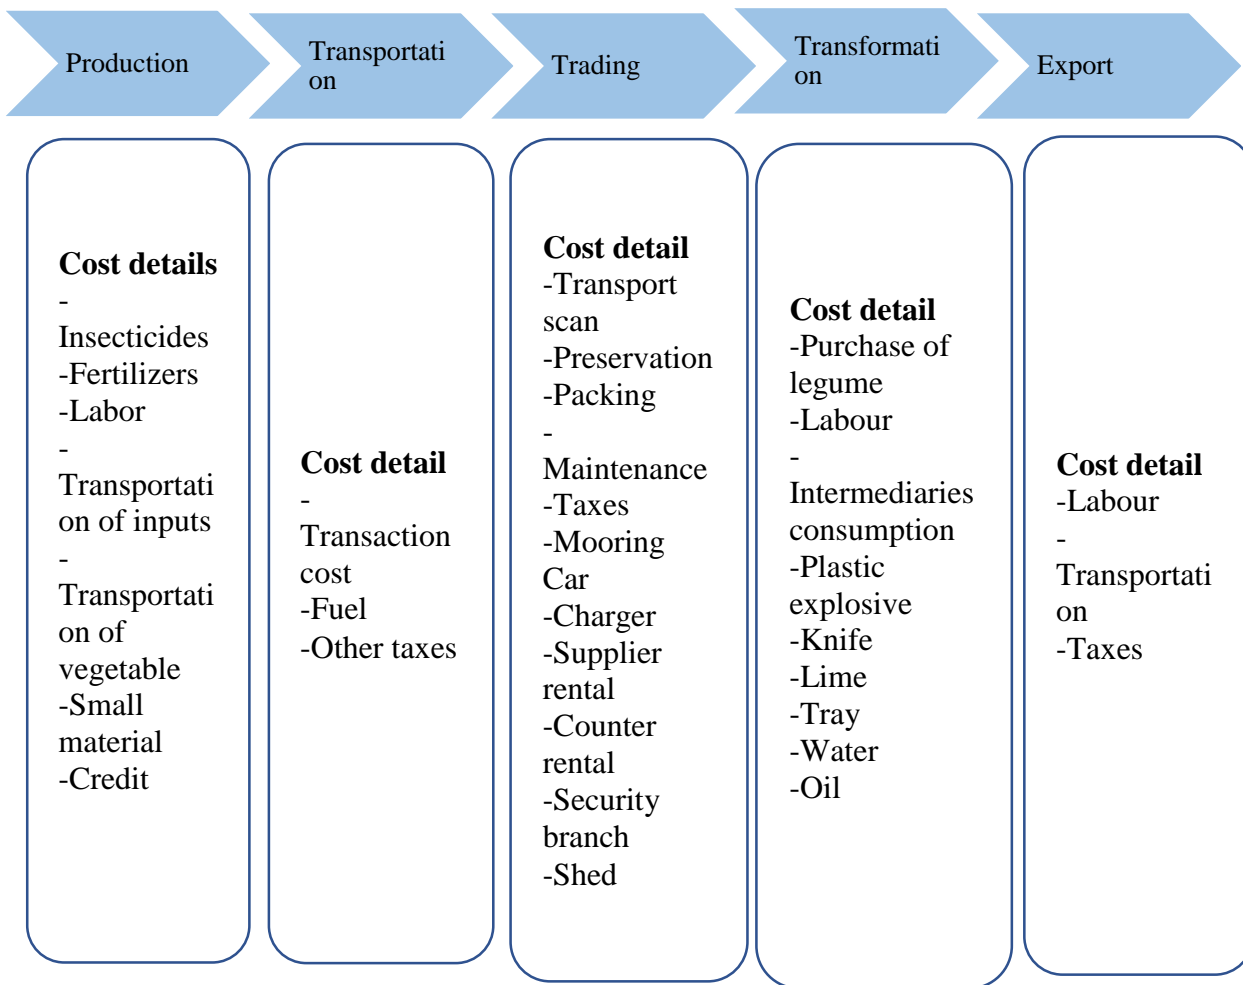 Production
Transportati
on
Trading
Transformati
on
Export
Cost details
-
Insecticides
-Fertilizers
-Labor
-
Transportati
on of inputs
-
Transportati
on of
vegetable
-Small
material
-Credit
Cost detail
-
Transaction
cost
-Fuel
-Other taxes
Cost detail
-Transport
scan
-Preservation
-Packing
-
Maintenance
-Taxes
-Mooring
Car
-Charger
-Supplier
rental
-Counter
rental
-Security
branch
-Shed
Cost detail
-Purchase of
legume
-Labour
-
Intermediaries
consumption
-Plastic
explosive
-Knife
-Lime
-Tray
-Water
-Oil
Cost detail
-Labour
-
Transportati
on
-Taxes